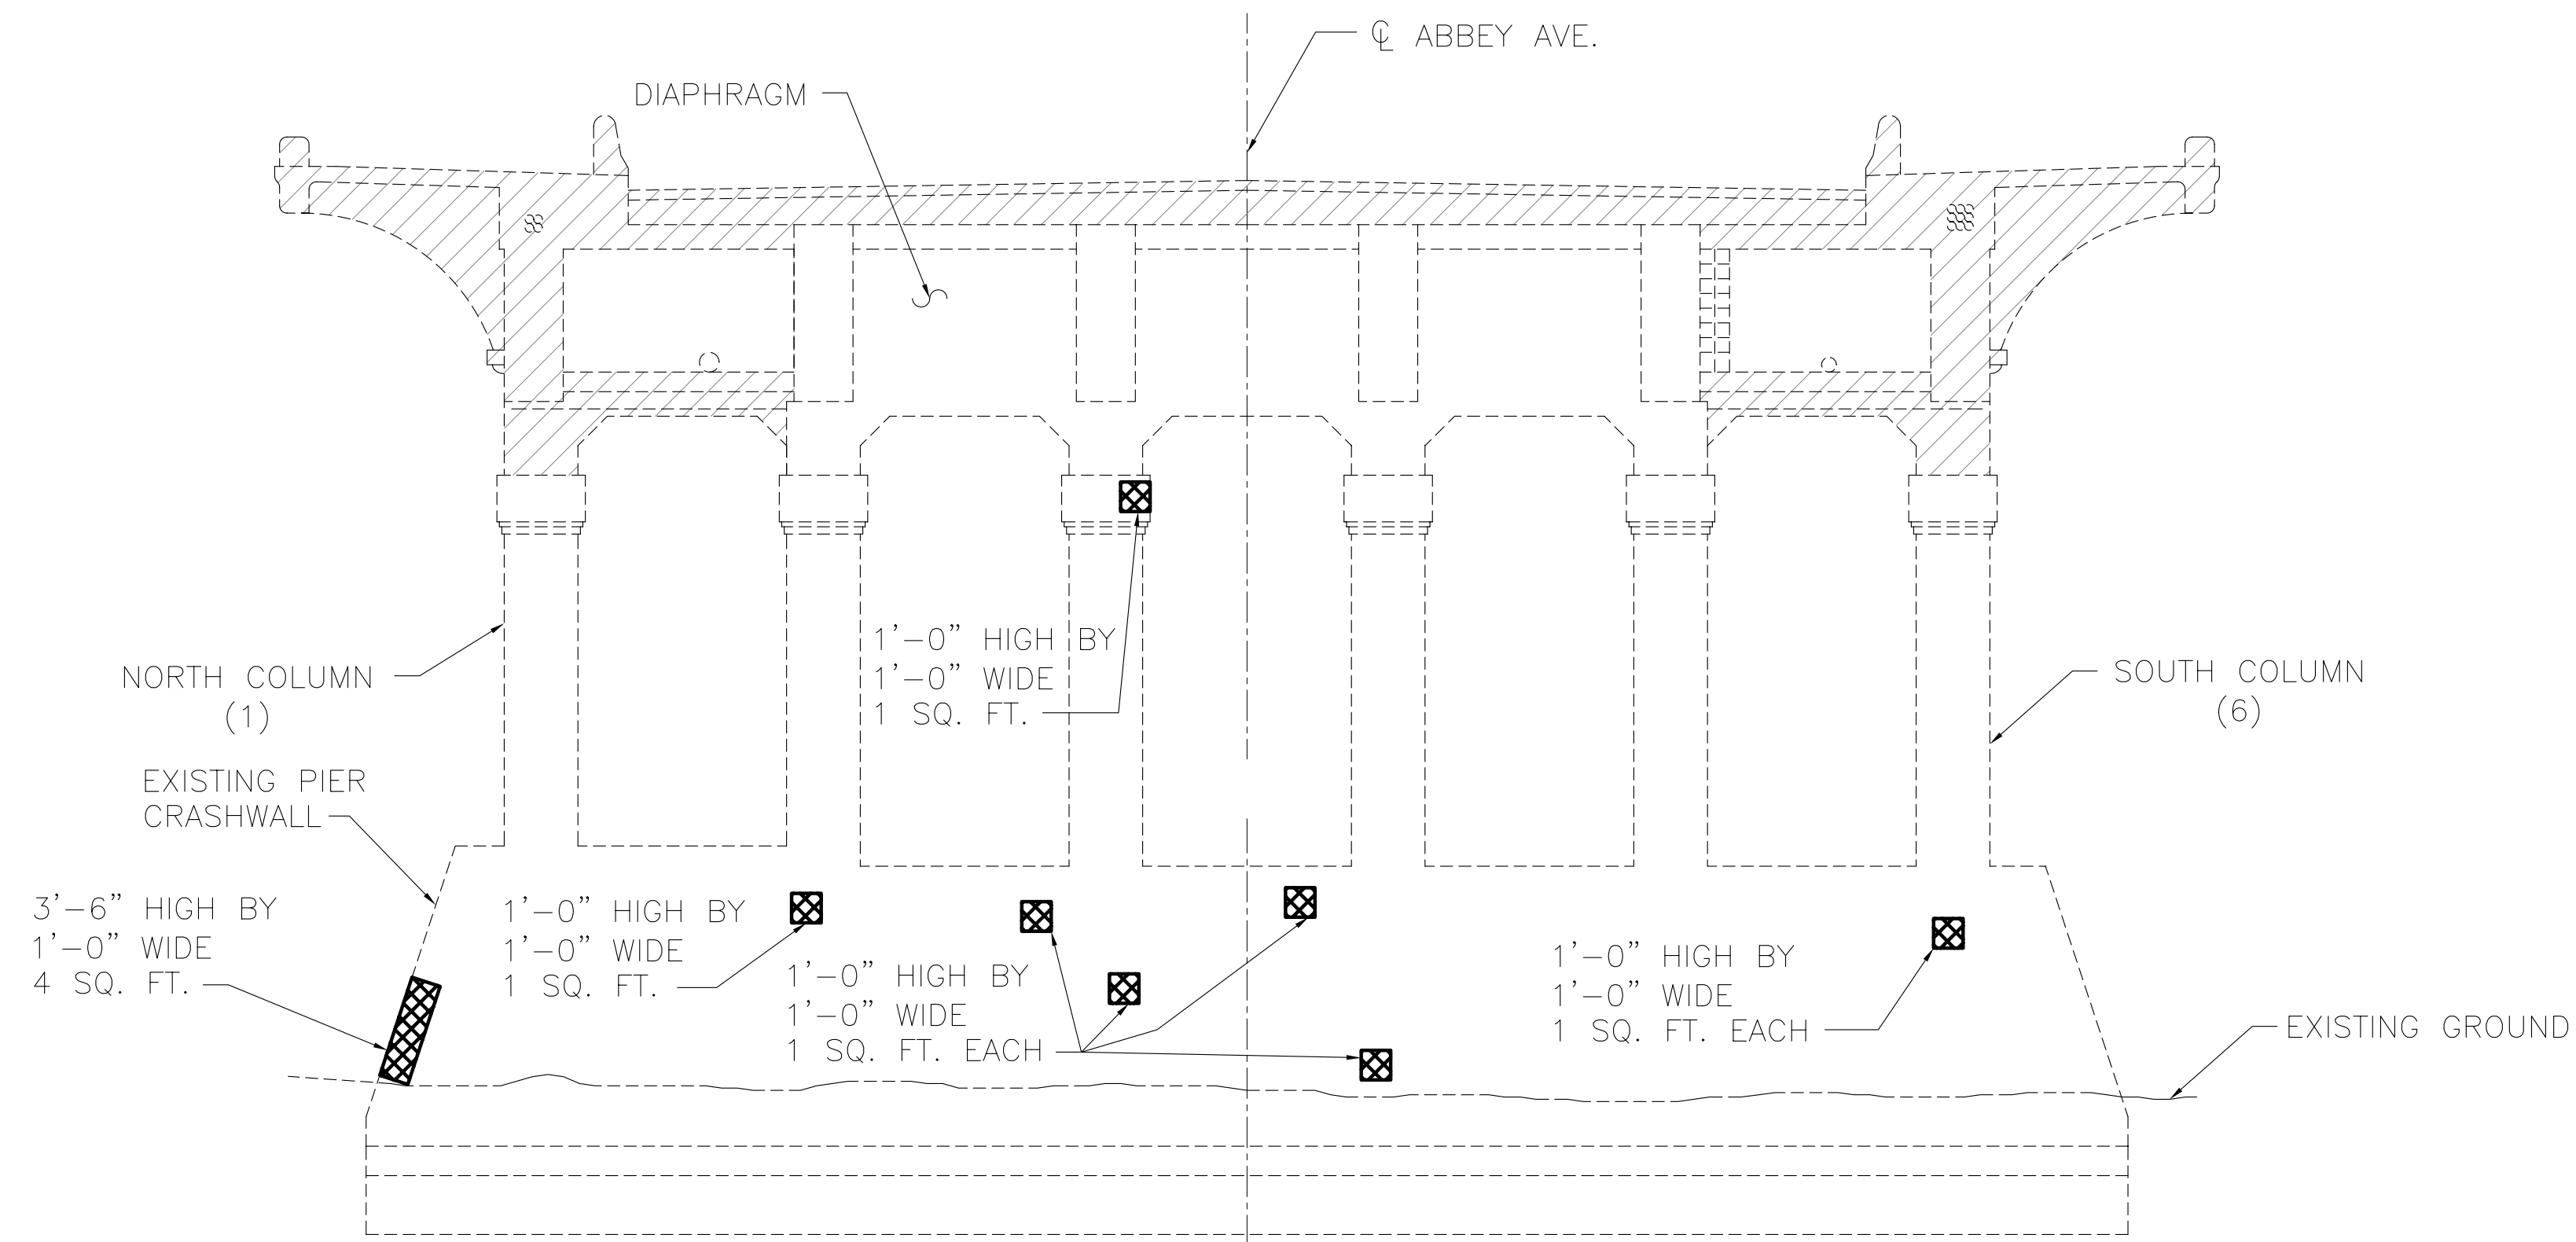 ℄ ABBEY AVE.
DIAPHRAGM
1'-0" HIGH BY
1'-0" WIDE
1 SQ. FT.
NORTH COLUMN
(1)
SOUTH COLUMN
(6)
EXISTING PIER
CRASHWALL
3'-6" HIGH BY
1'-0" WIDE
4 SQ. FT.
1'-0" HIGH BY
1'-0" WIDE
1 SQ. FT.
1'-0" HIGH BY
1'-0" WIDE
1 SQ. FT. EACH
1'-0" HIGH BY
1'-0" WIDE
1 SQ. FT. EACH
EXISTING GROUND